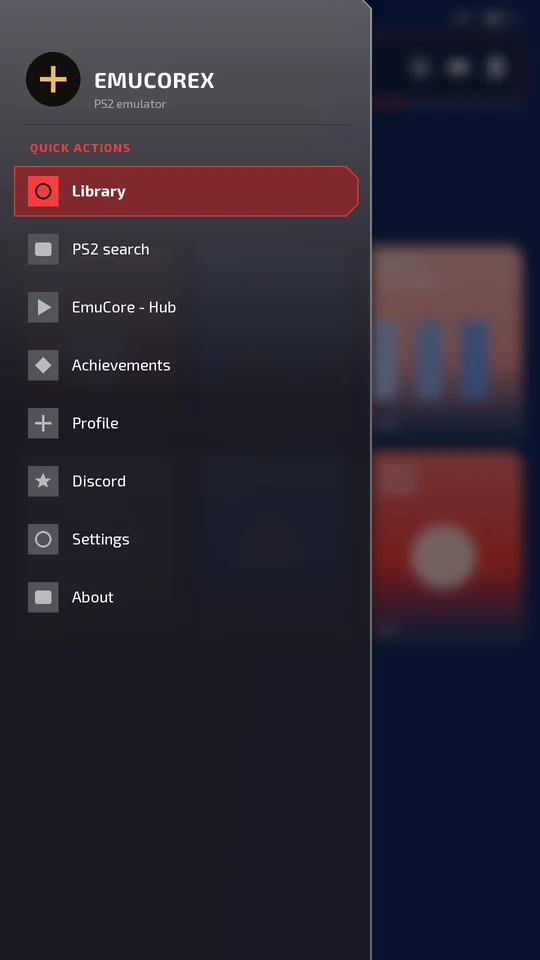 EMUCOREX
PS2 emulator
QUICK ACTIONS
Library
PS2 search
EmuCore - Hub
Achievements
Profile
Discord
Settings
About